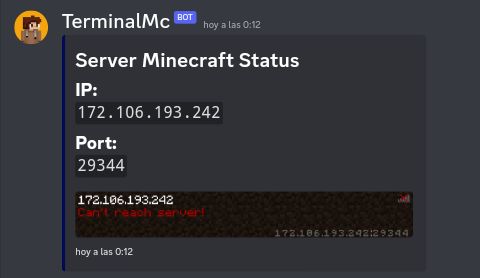 TerminalMc BOT hoy a las 0:12
Server Minecraft Status
IP:
172.106.193.242
Port:
29344
172.106.193.242
Can't reach server!
172.106.193.242:29344
hoy a las 0:12